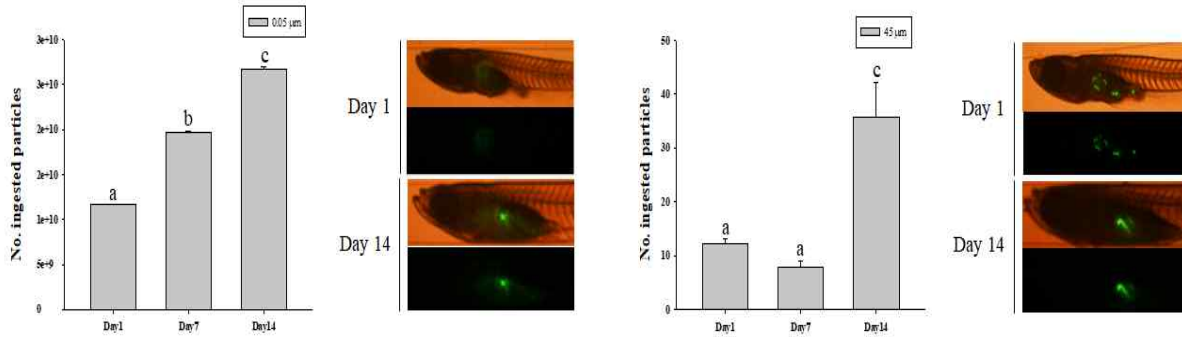 0.05 µm
No. ingested particles
3e+10
3e+10
2e+10
2e+10
1e+10
5e+9
0
a
b
c
Day1
Day7
Day14
Day 1
Day 14
45 µm
No. ingested particles
50
40
30
20
10
0
a
a
c
Day1
Day7
Day14
Day 1
Day 14